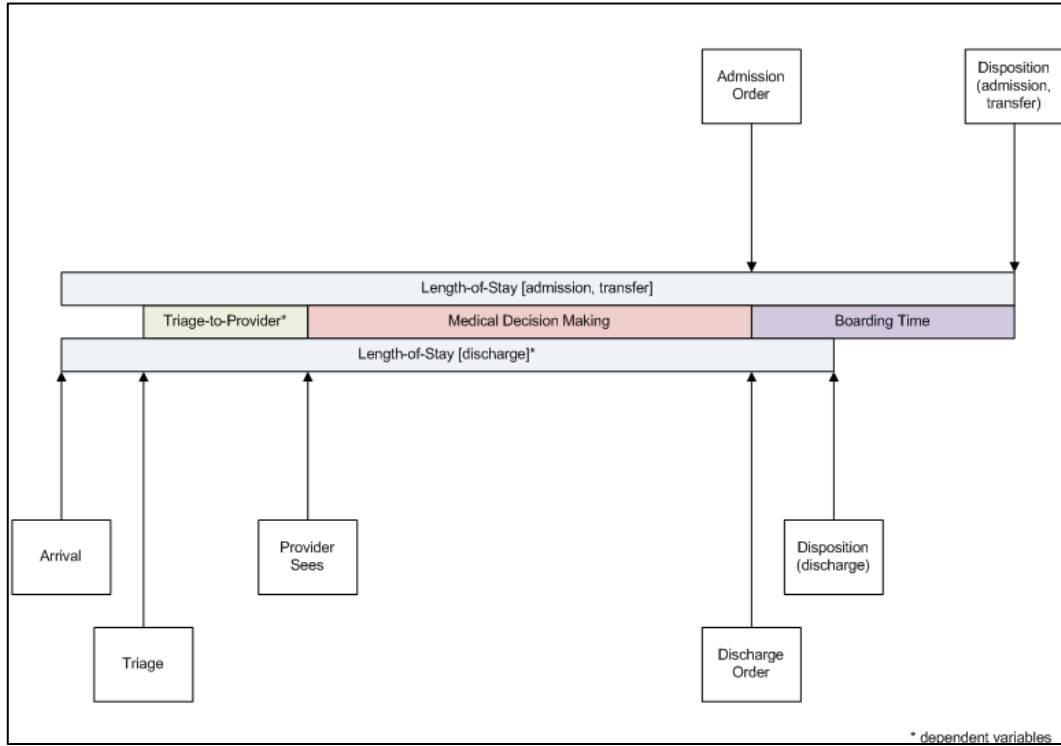 Admission
Order
Disposition
(admission,
transfer)
Length-of-Stay [admission, transfer]
Triage-to-Provider*
Medical Decision Making
Boarding Time
Length-of-Stay [discharge]*
Arrival
Provider
Sees
Disposition
(discharge)
Triage
Discharge
Order
* dependent variables